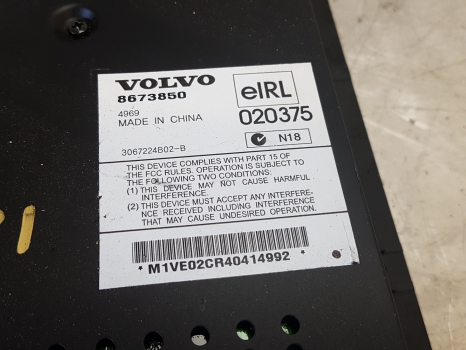 VOLVO
8673850
4969
MADE IN CHINA
eIRL
020375
N18
3067224B02-B
THIS DEVICE COMPLIES WITH PART 15 OF
THE FCC RULES. OPERATION IS SUBJECT TO
THE FOLLOWING TWO CONDITIONS:
(1) THIS DEVICE MAY NOT CAUSE HARMFUL
INTERFERENCE.
(2) THIS DEVICE MUST ACCEPT ANY INTERFERE-
NCE RECEIVED INCLUDING INTERFERENCE
THAT MAY CAUSE UNDESIRED OPERATION.
* M1VE02CR40414992 *